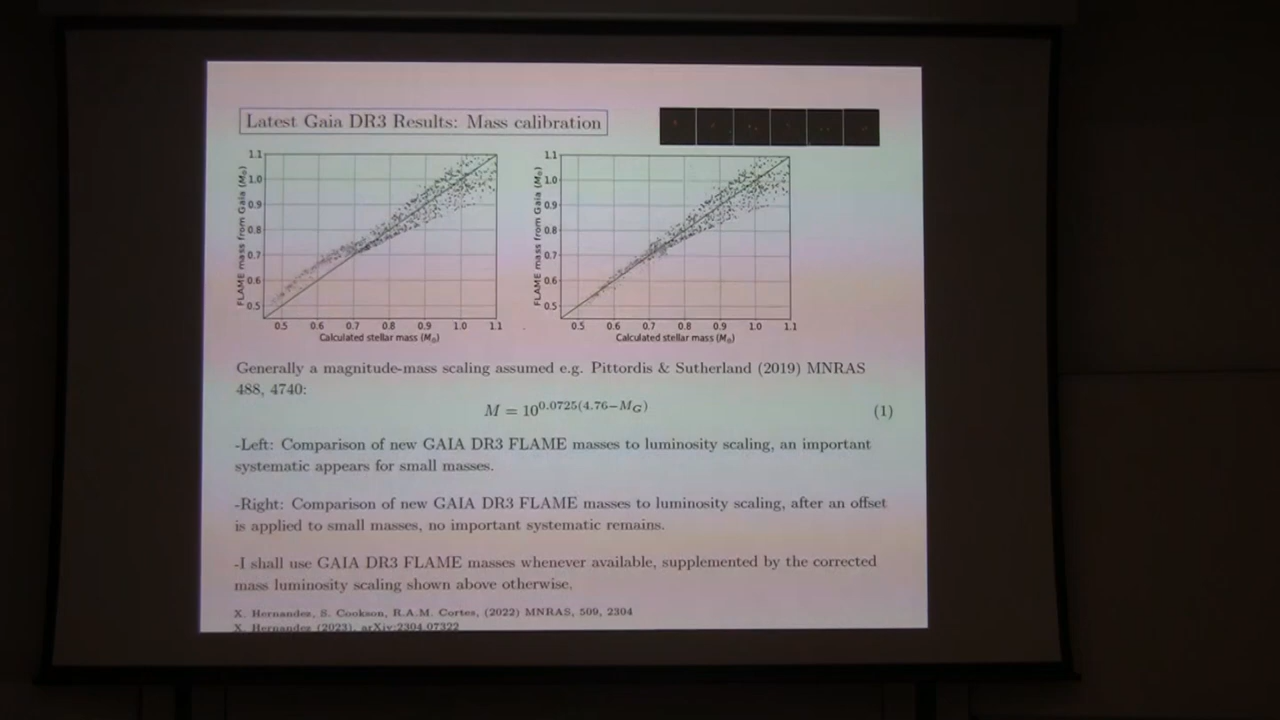 Latest Gaia DR3 Results: Mass calibration
1.1
1.0
0.9
0.8
0.7
0.6
0.5
FLAME mass from Gaia (M⊙)
0.5 0.6 0.7 0.8 0.9 1.0 1.1
Calculated stellar mass (M⊙)
1.1
1.0
0.9
0.8
0.7
0.6
0.5
FLAME mass from Gaia (M⊙)
0.5 0.6 0.7 0.8 0.9 1.0 1.1
Calculated stellar mass (M⊙)
Generally a magnitude-mass scaling assumed e.g. Pittordis & Sutherland (2019) MNRAS
488, 4740:
M = 10^0.0725(4.76−M_G) (1)
-Left: Comparison of new GAIA DR3 FLAME masses to luminosity scaling, an important
systematic appears for small masses.
-Right: Comparison of new GAIA DR3 FLAME masses to luminosity scaling, after an offset
is applied to small masses, no important systematic remains.
-I shall use GAIA DR3 FLAME masses whenever available, supplemented by the corrected
mass luminosity scaling shown above otherwise.
X. Hernandez, S. Cookson, R.A.M. Cortes, (2022) MNRAS, 509, 2304
X. Hernandez (2023), arXiv:2304.07322